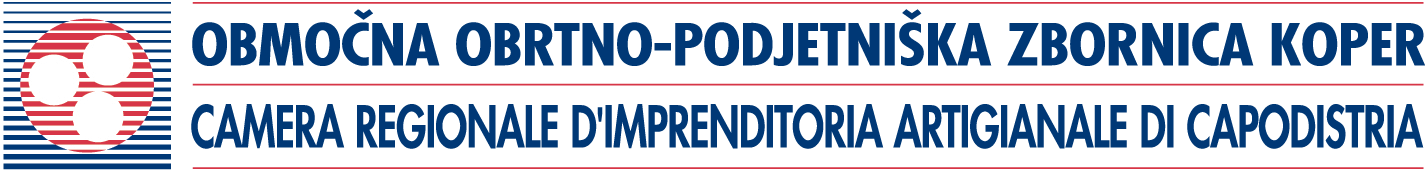 OBMOČNA OBRTNO-PODJETNIŠKA ZBORNICA KOPER
CAMERA REGIONALE D'IMPRENDITORIA ARTIGIANALE DI CAPODISTRIA